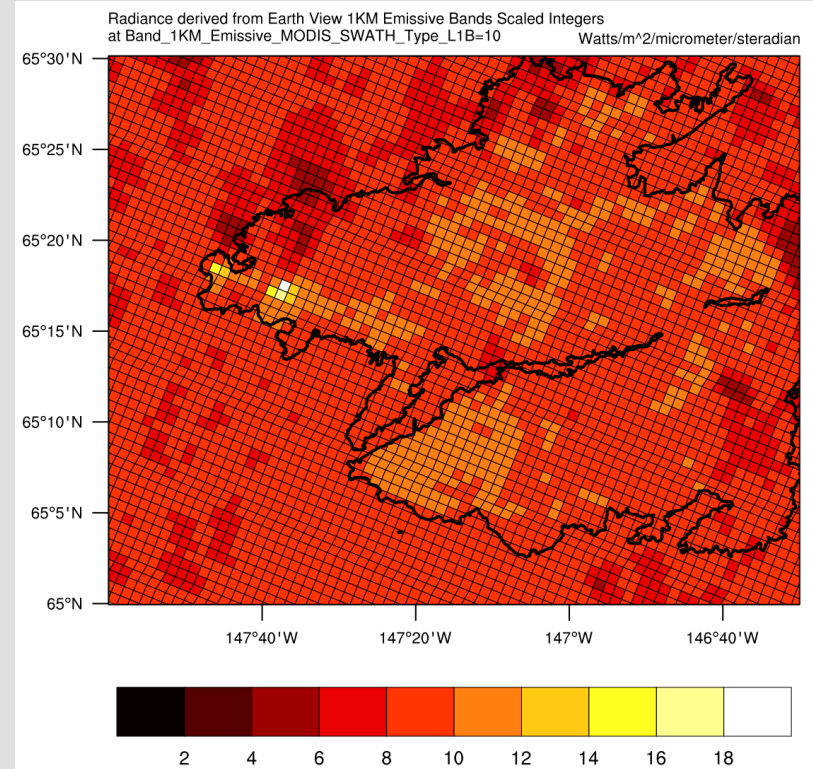 Radiance derived from Earth View 1KM Emissive Bands Scaled Integers
at Band_1KM_Emissive_MODIS_SWATH_Type_L1B=10
Watts/m^2/micrometer/steradian
65°30'N
65°25'N
65°20'N
65°15'N
65°10'N
65°5'N
65°N
147°40'W 147°20'W 147°W 146°40'W
2 4 6 8 10 12 14 16 18